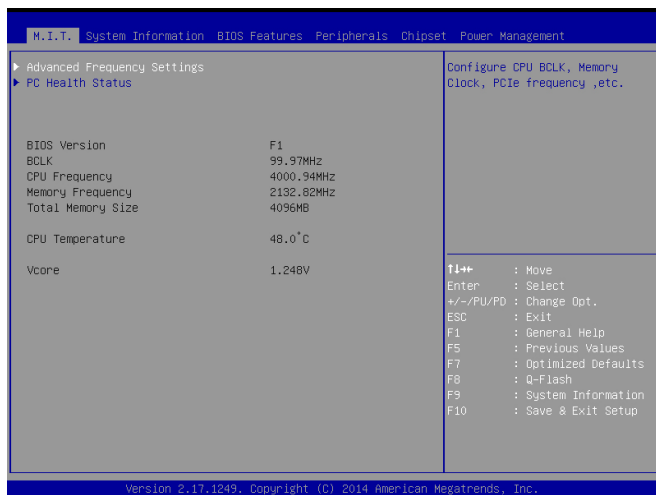 M.I.T. System Information BIOS Features Peripherals Chipset Power Management
Advanced Frequency Settings
PC Health Status
BIOS Version F1
BCLK 99.97MHz
CPU Frequency 4000.94MHz
Memory Frequency 2132.82MHz
Total Memory Size 4096MB
CPU Temperature 48.0°C
Vcore 1.248V
Configure CPU BCLK, Memory
Clock, PCIe frequency ,etc.
↑↓→← : Move
Enter : Select
+/-/PU/PD : Change Opt.
ESC : Exit
F1 : General Help
F5 : Previous Values
F7 : Optimized Defaults
F8 : Q-Flash
F9 : System Information
F10 : Save & Exit Setup
Version 2.17.1249. Copyright (C) 2014 American Megatrends, Inc.